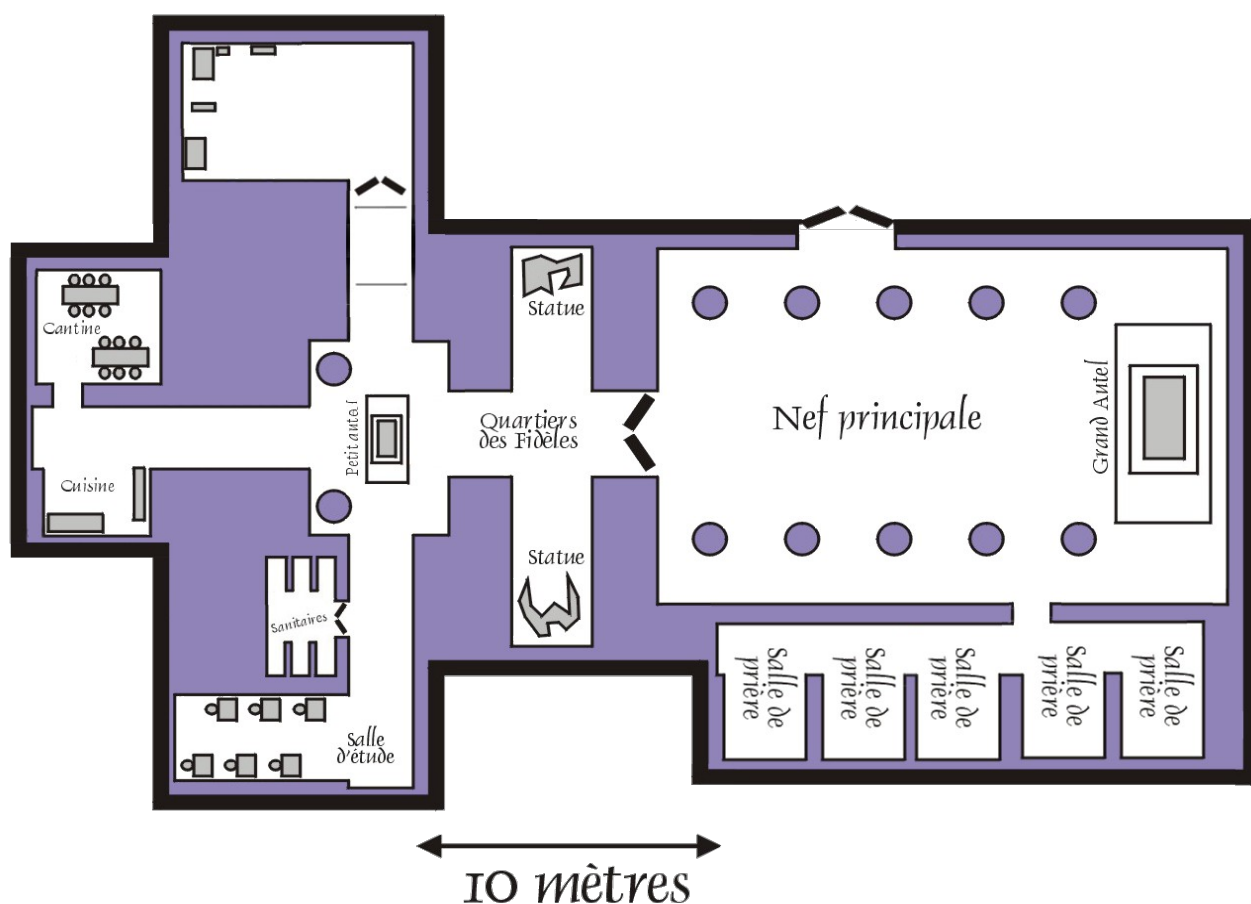 Cantine
Statue
Petit autel
Quartiers
des Fidèles
Nef principale
Grand Autel
Cuisine
Statue
Sanitaires
Salle de
prière
Salle de
prière
Salle de
prière
Salle de
prière
Salle de
prière
Salle
d'étude
10 mètres